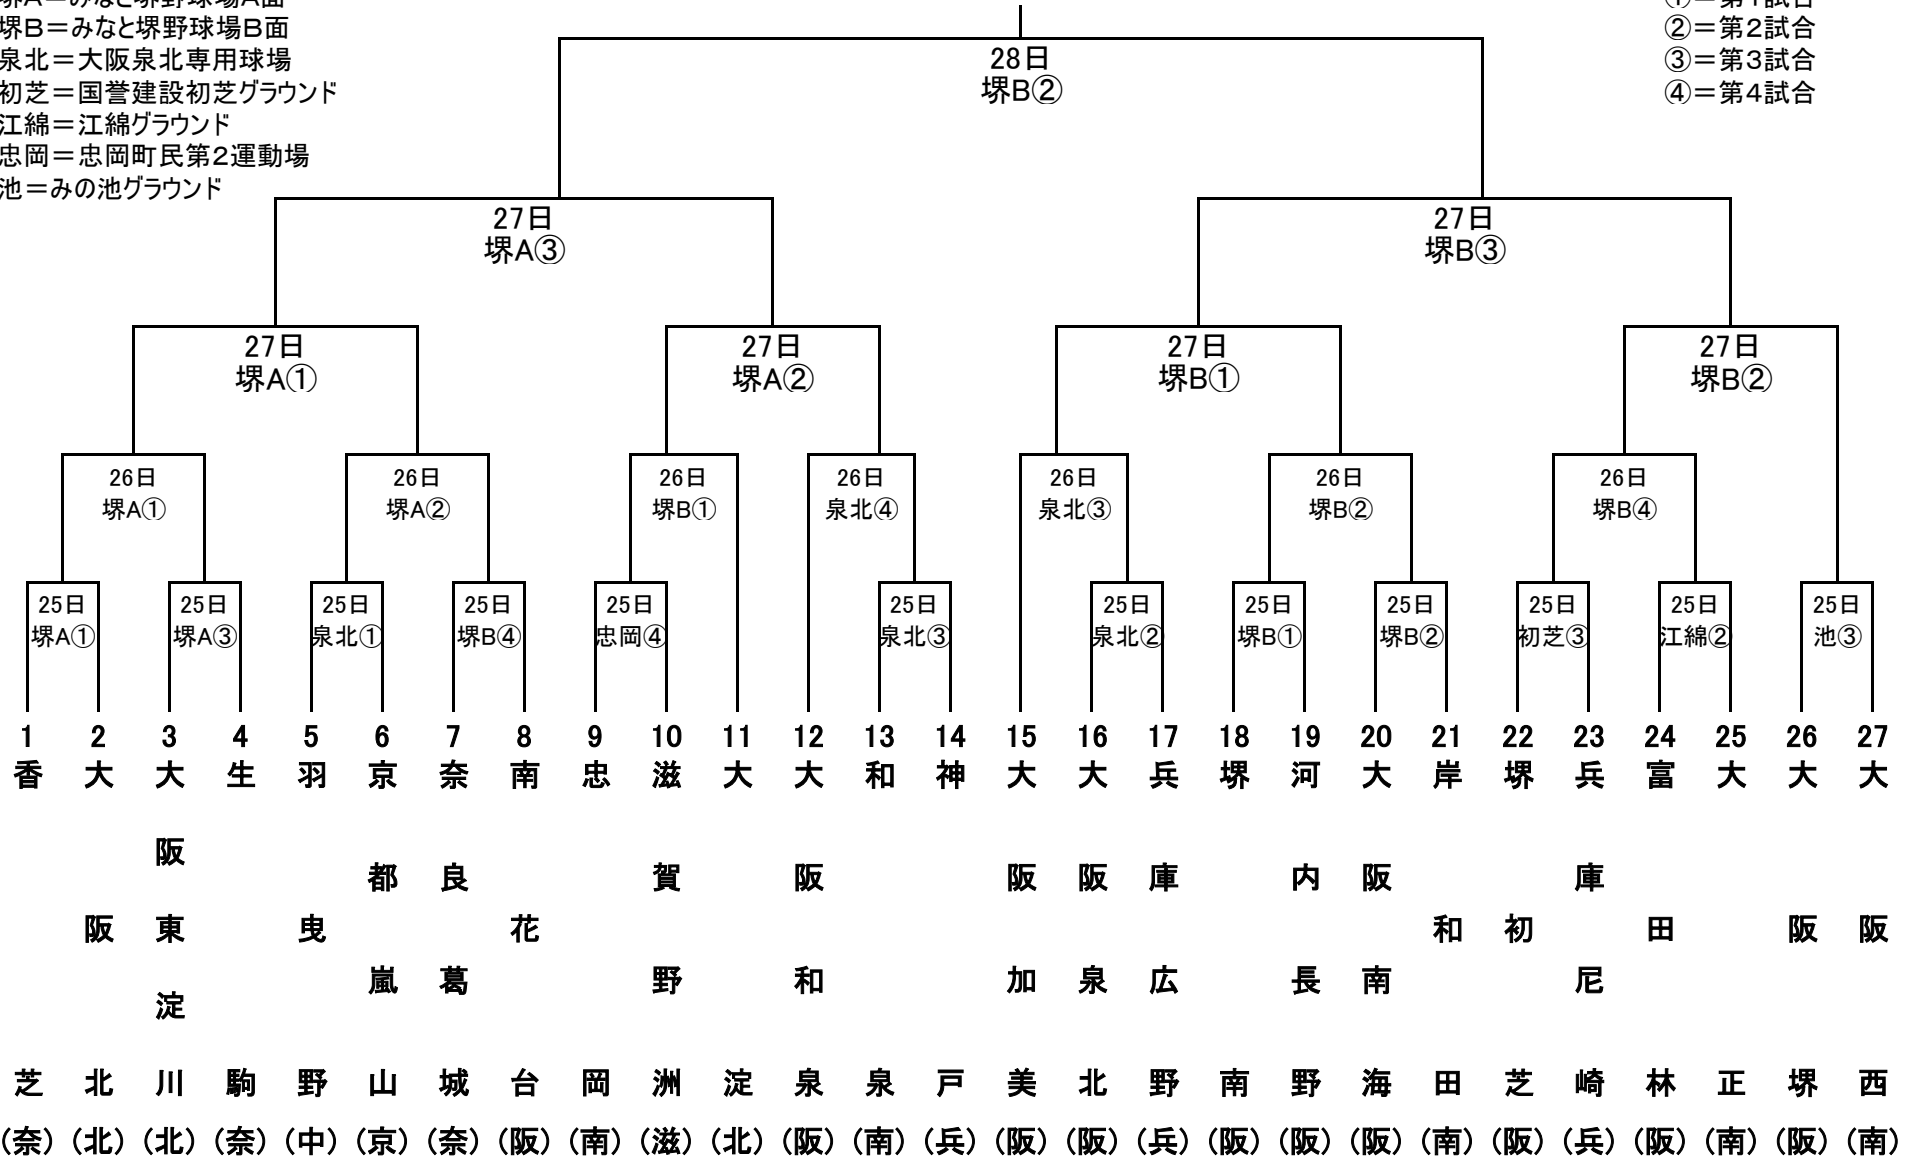 堺A＝みなと堺野球場A面
堺B＝みなと堺野球場B面
泉北＝大阪泉北専用球場
初芝＝国誉建設初芝グラウンド
江綿＝江綿グラウンド
忠岡＝忠岡町民第2運動場
池＝みの池グラウンド
①＝第1試合
②＝第2試合
③＝第3試合
④＝第4試合
28日
堺B②
27日
堺A③
27日
堺B③
27日
堺A①
27日
堺A②
27日
堺B①
27日
堺B②
26日
堺A①
26日
堺A②
26日
堺B①
26日
泉北④
26日
泉北③
26日
堺B②
26日
堺B④
25日
堺A①
25日
堺A③
25日
泉北①
25日
堺B④
25日
忠岡④
25日
泉北③
25日
泉北②
25日
堺B①
25日
堺B②
25日
初芝③
25日
江綿②
25日
池③
1 香芝 (奈)
2 大阪北 (北)
3 大阪東淀川 (北)
4 生駒 (奈)
5 羽曳野 (中)
6 京都嵐山 (京)
7 奈良葛城 (奈)
8 南花台 (阪)
9 忠岡 (南)
10 滋賀野洲 (滋)
11 大淀 (北)
12 大阪和泉 (阪)
13 和泉 (南)
14 神戸 (兵)
15 大阪加美 (阪)
16 大阪泉北 (阪)
17 兵庫広野 (兵)
18 堺南 (阪)
19 河内長野 (阪)
20 大阪南海 (阪)
21 岸和田 (南)
22 堺初芝 (阪)
23 兵庫尼崎 (兵)
24 富田林 (阪)
25 大正 (南)
26 大阪堺 (阪)
27 大阪西 (南)